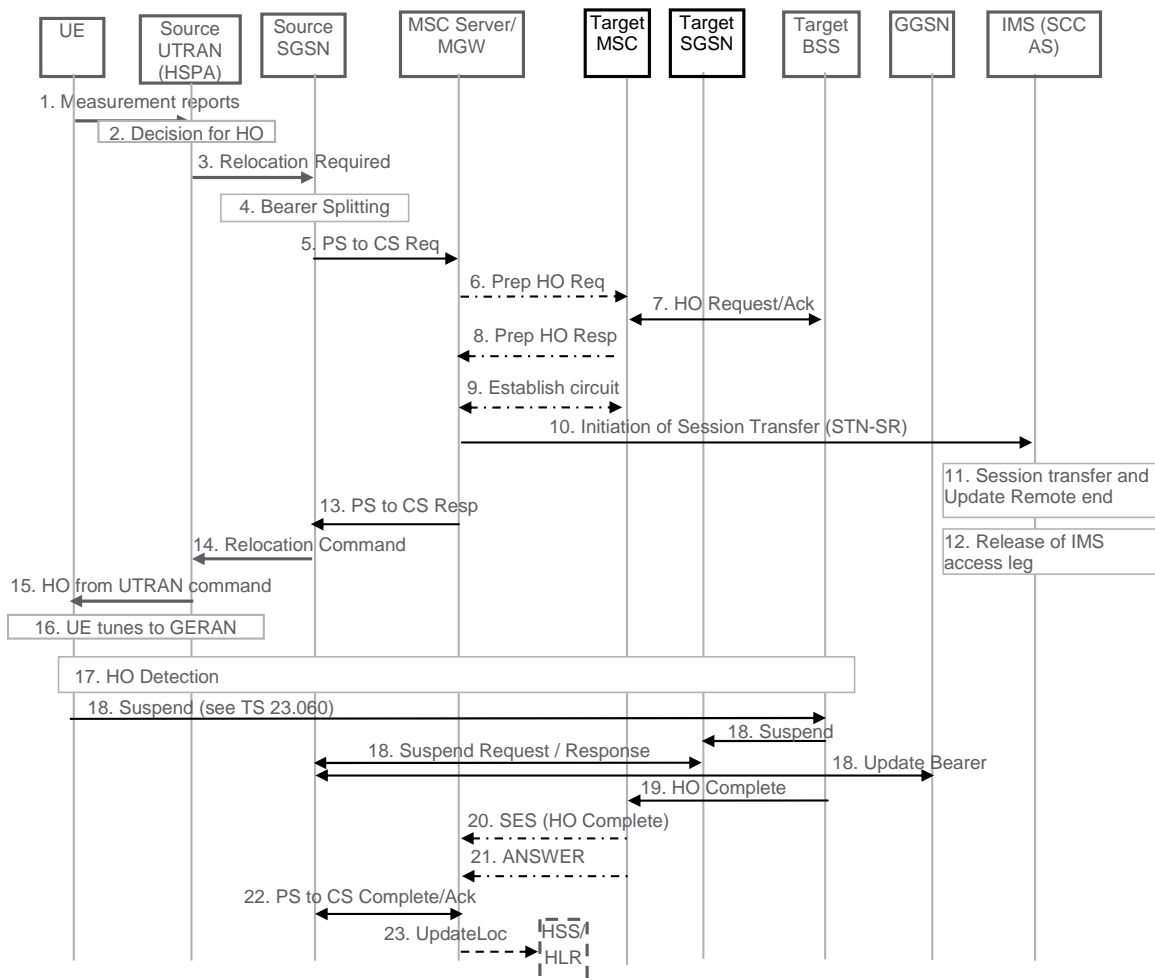 UE
Source
UTRAN
(HSPA)
Source
SGSN
MSC Server/
MGW
Target
MSC
Target
SGSN
Target
BSS
GGSN
IMS (SCC
AS)
1. Measurement reports
2. Decision for HO
3. Relocation Required
4. Bearer Splitting
5. PS to CS Req
6. Prep HO Req
7. HO Request/Ack
8. Prep HO Resp
9. Establish circuit
10. Initiation of Session Transfer (STN-SR)
11. Session transfer and
Update Remote end
12. Release of IMS
access leg
13. PS to CS Resp
14. Relocation Command
15. HO from UTRAN command
16. UE tunes to GERAN
17. HO Detection
18. Suspend (see TS 23.060)
18. Suspend
18. Suspend Request / Response
18. Update Bearer
19. HO Complete
20. SES (HO Complete)
21. ANSWER
22. PS to CS Complete/Ack
23. UpdateLoc
HSS/
HLR